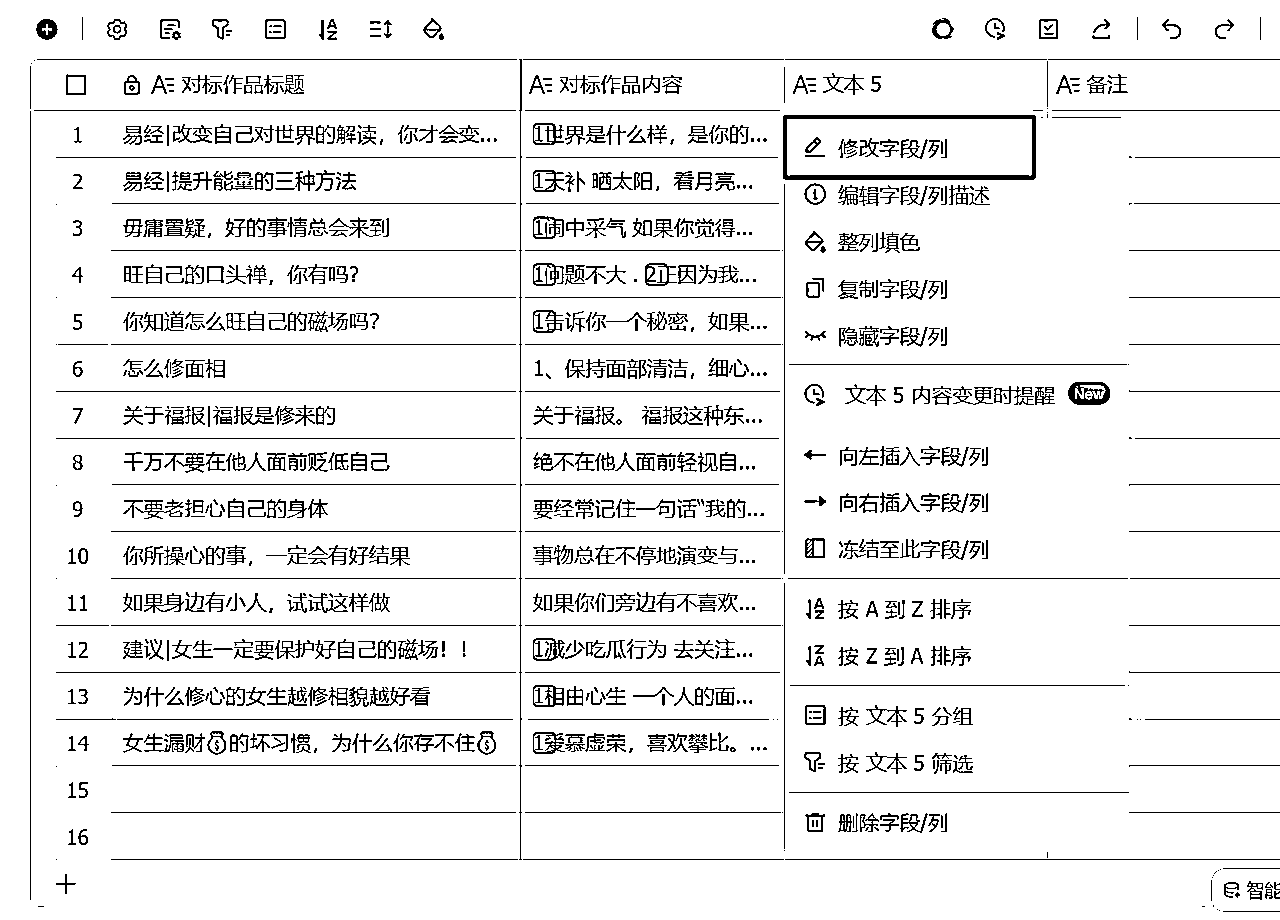 对标作品标题 对标作品内容 文本 5 备注
1 易经|改变自己对世界的解读，你才会变... 1世界是什么样，是你的...
2 易经|提升能量的三种方法 1天补 晒太阳，看月亮...
3 毋庸置疑，好的事情总会来到 1闹中采气 如果你觉得...
4 旺自己的口头禅，你有吗？ 1问题不大 . 2正因为我...
5 你知道怎么旺自己的磁场吗？ 1告诉你一个秘密，如果...
6 怎么修面相 1、保持面部清洁，细心...
7 关于福报|福报是修来的 关于福报。 福报这种东...
8 千万不要在他人面前贬低自己 绝不在他人面前轻视自...
9 不要老担心自己的身体 要经常记住一句话“我的...
10 你所操心的事，一定会有好结果 事物总在不停地演变与...
11 如果身边有小人，试试这样做 如果你们旁边有不喜欢...
12 建议|女生一定要保护好自己的磁场！！ 1减少吃瓜行为 去关注...
13 为什么修心的女生越修相貌越好看 1相由心生 一个人的面...
14 女生漏财💰的坏习惯，为什么你存不住💰 1爱慕虚荣，喜欢攀比。...
15
16
修改字段/列
编辑字段/列描述
整列填色
复制字段/列
隐藏字段/列
文本 5 内容变更时提醒 New
向左插入字段/列
向右插入字段/列
冻结至此字段/列
按 A 到 Z 排序
按 Z 到 A 排序
按 文本 5 分组
按 文本 5 筛选
删除字段/列
智能